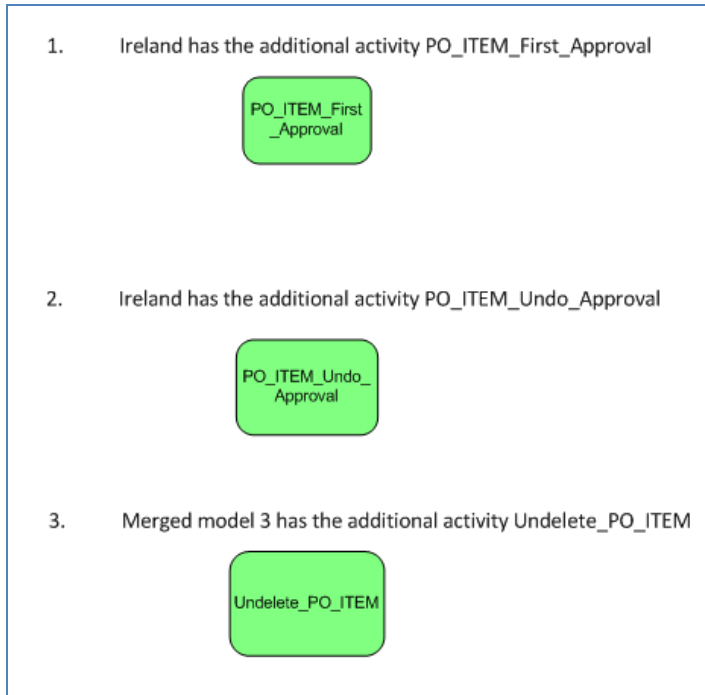 1. Ireland has the additional activity PO_ITEM_First_Approval
PO_ITEM_First
_Approval
2. Ireland has the additional activity PO_ITEM_Undo_Approval
PO_ITEM_Undo_
Approval
3. Merged model 3 has the additional activity Undelete_PO_ITEM
Undelete_PO_ITEM